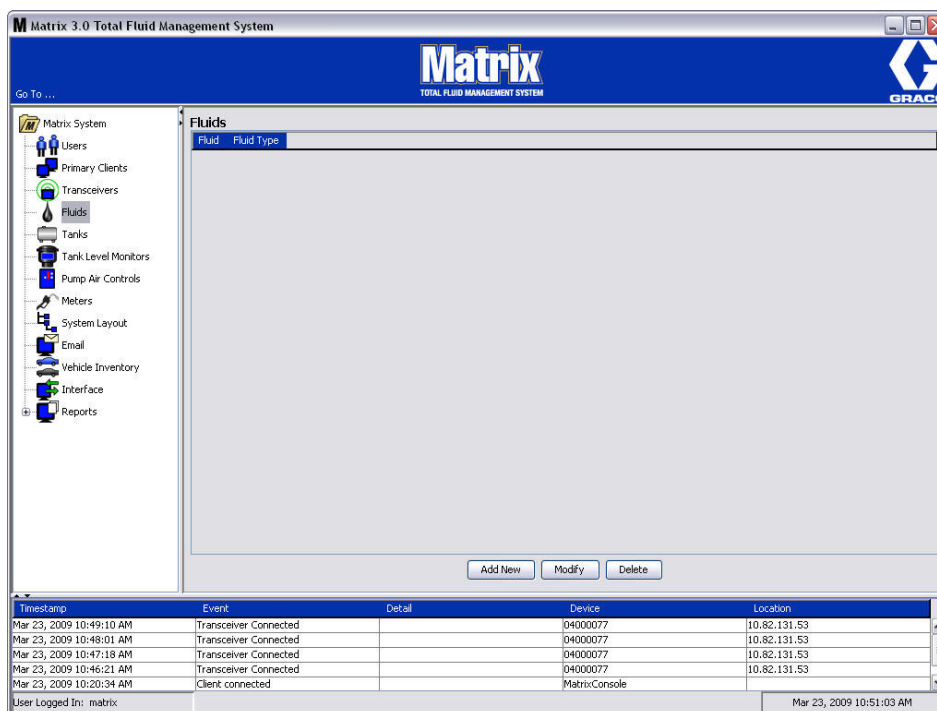 M Matrix 3.0 Total Fluid Management System
Matrix
TOTAL FLUID MANAGEMENT SYSTEM
Go To ...
GRACO
Matrix System
Users
Primary Clients
Transceivers
Fluids
Tanks
Tank Level Monitors
Pump Air Controls
Meters
System Layout
Email
Vehicle Inventory
Interface
Reports
Fluids
Fluid Fluid Type
Add New Modify Delete
Timestamp Event Detail Device Location
Mar 23, 2009 10:49:10 AM Transceiver Connected 04000077 10.82.131.53
Mar 23, 2009 10:48:01 AM Transceiver Connected 04000077 10.82.131.53
Mar 23, 2009 10:47:18 AM Transceiver Connected 04000077 10.82.131.53
Mar 23, 2009 10:46:21 AM Transceiver Connected 04000077 10.82.131.53
Mar 23, 2009 10:20:34 AM Client connected MatrixConsole
User Logged In: matrix Mar 23, 2009 10:51:03 AM